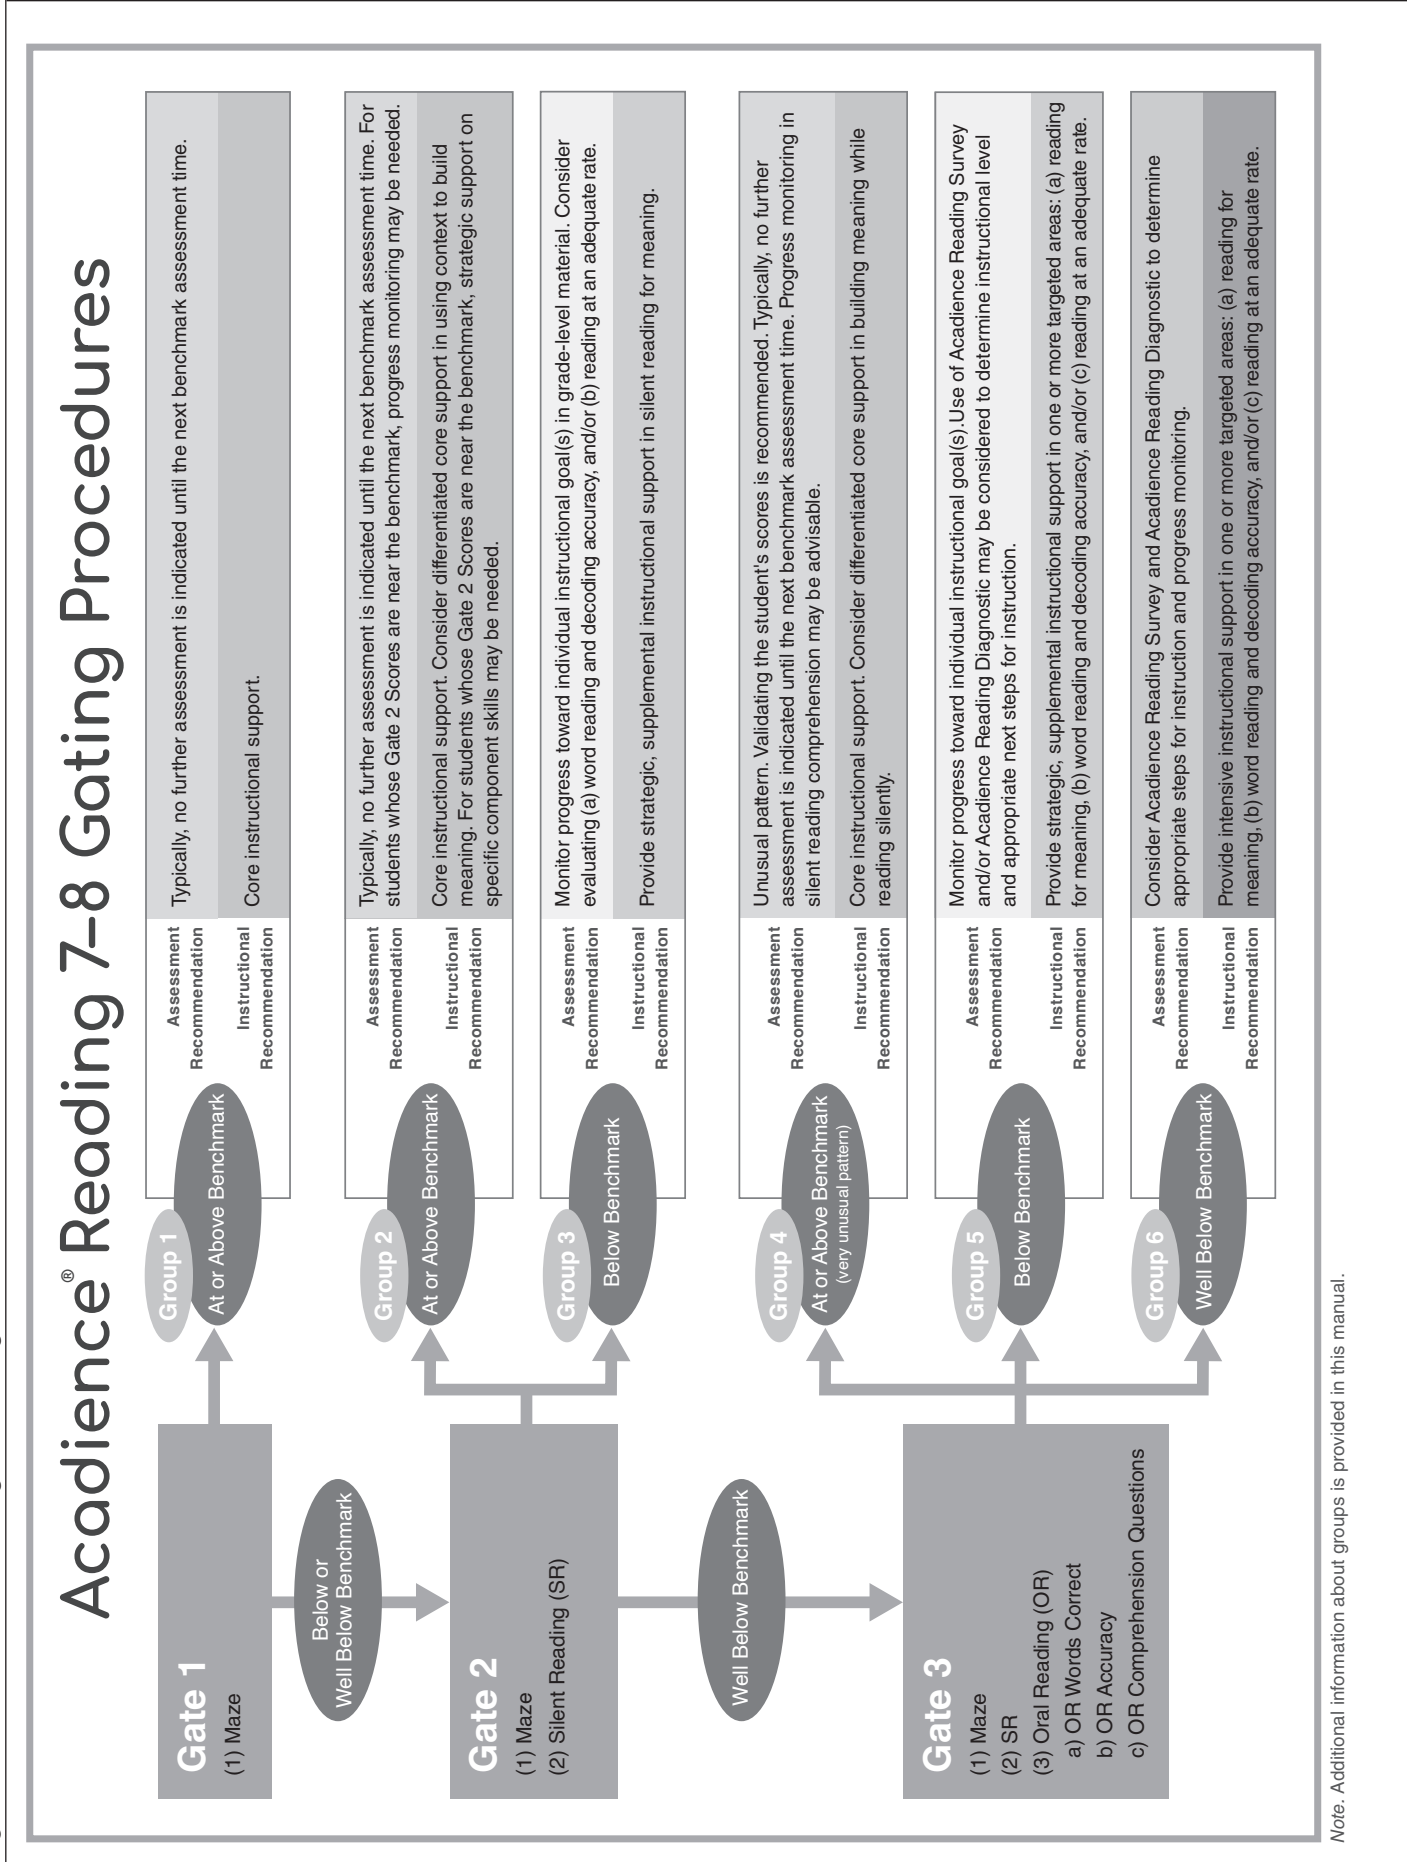 Acadience® Reading 7–8 Gating Procedures
Gate 1
(1) Maze
Group 1
At or Above Benchmark
Assessment
Recommendation
Typically, no further assessment is indicated until the next benchmark assessment time.
Instructional
Recommendation
Core instructional support.
Below or
Well Below Benchmark
Gate 2
(1) Maze
(2) Silent Reading (SR)
Group 2
At or Above Benchmark
Assessment
Recommendation
Typically, no further assessment is indicated until the next benchmark assessment time. For
students whose Gate 2 Scores are near the benchmark, progress monitoring may be needed.
Instructional
Recommendation
Core instructional support. Consider differentiated core support in using context to build
meaning. For students whose Gate 2 Scores are near the benchmark, strategic support on
specific component skills may be needed.
Group 3
Below Benchmark
Assessment
Recommendation
Monitor progress toward individual instructional goal(s) in grade-level material. Consider
evaluating (a) word reading and decoding accuracy, and/or (b) reading at an adequate rate.
Instructional
Recommendation
Provide strategic, supplemental instructional support in silent reading for meaning.
Well Below Benchmark
Gate 3
(1) Maze
(2) SR
(3) Oral Reading (OR)
a) OR Words Correct
b) OR Accuracy
c) OR Comprehension Questions
Group 4
At or Above Benchmark
(very unusual pattern)
Assessment
Recommendation
Unusual pattern. Validating the student's scores is recommended. Typically, no further
assessment is indicated until the next benchmark assessment time. Progress monitoring in
silent reading comprehension may be advisable.
Instructional
Recommendation
Core instructional support. Consider differentiated core support in building meaning while
reading silently.
Group 5
Below Benchmark
Assessment
Recommendation
Monitor progress toward individual instructional goal(s).Use of Acadience Reading Survey
and/or Acadience Reading Diagnostic may be considered to determine instructional level
and appropriate next steps for instruction.
Instructional
Recommendation
Provide strategic, supplemental instructional support in one or more targeted areas: (a) reading
for meaning, (b) word reading and decoding accuracy, and/or (c) reading at an adequate rate.
Group 6
Well Below Benchmark
Assessment
Recommendation
Consider Acadience Reading Survey and Acadience Reading Diagnostic to determine
appropriate steps for instruction and progress monitoring.
Instructional
Recommendation
Provide intensive instructional support in one or more targeted areas: (a) reading for
meaning, (b) word reading and decoding accuracy, and/or (c) reading at an adequate rate.
Note. Additional information about groups is provided in this manual.